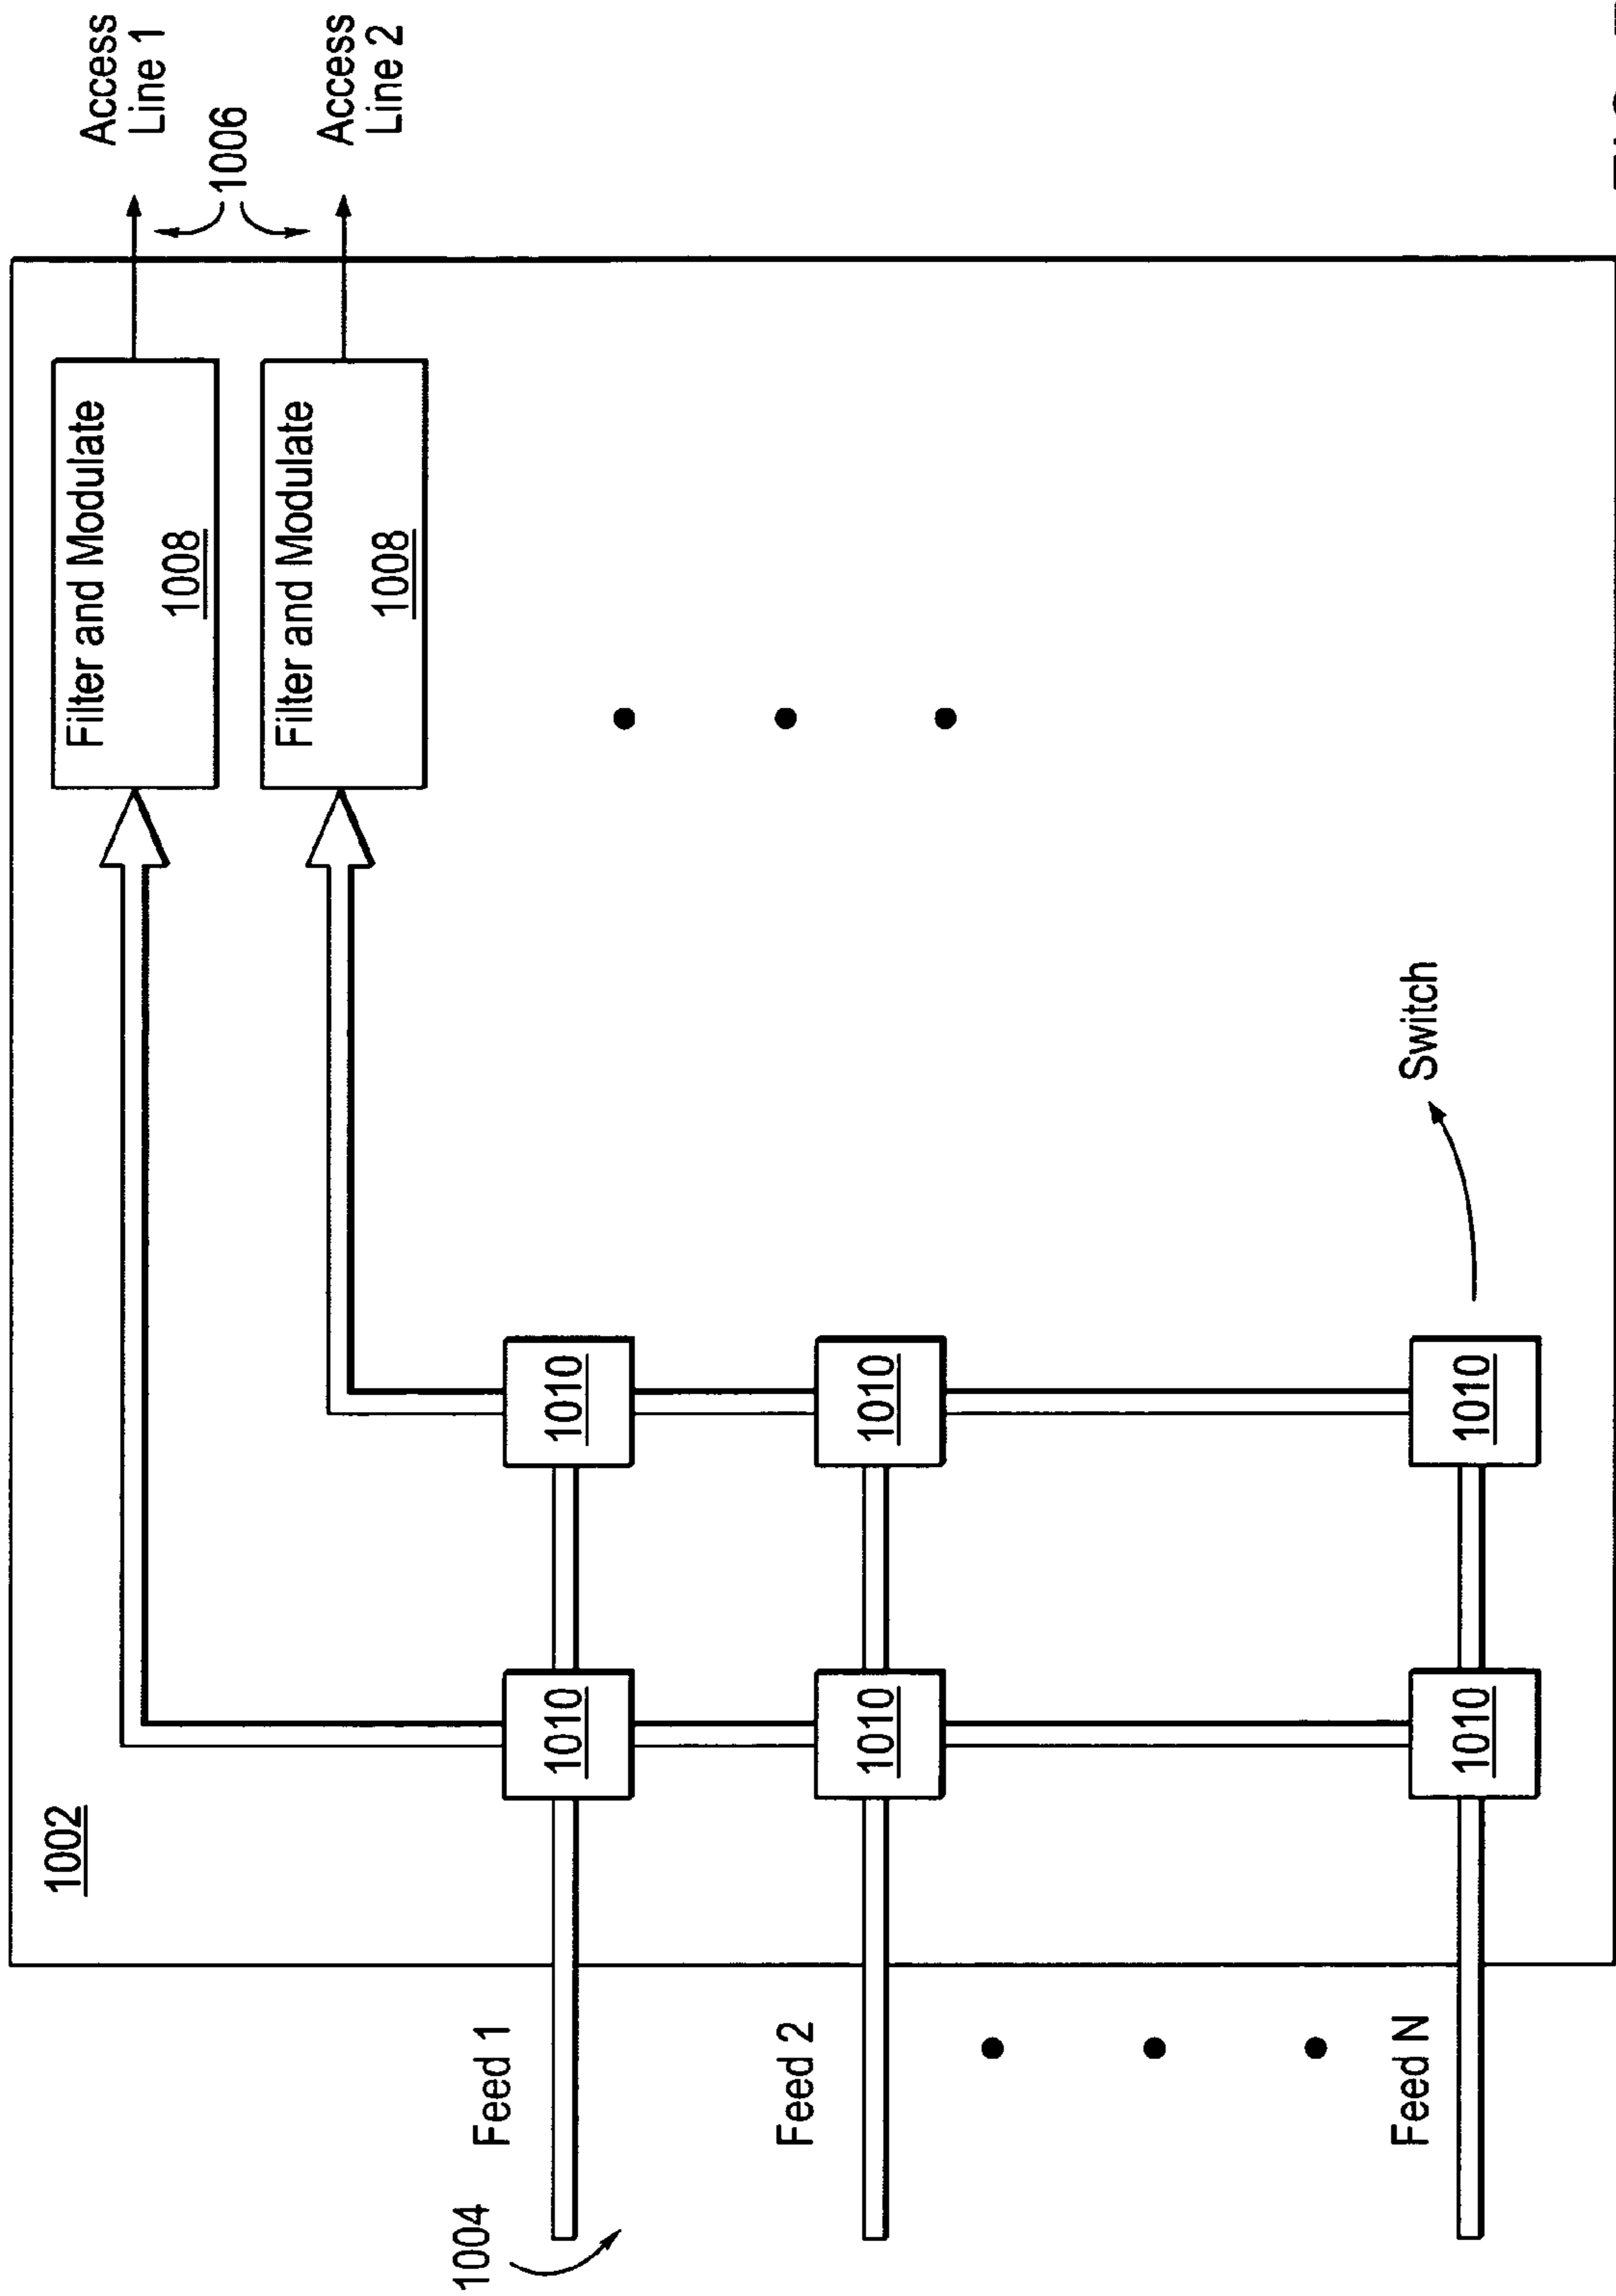 1002
Filter and Modulate
1008
Access
Line 1
1006
Filter and Modulate
1008
Access
Line 2
1004
Feed 1
1010
1010
Feed 2
1010
1010
Feed N
1010
1010
Switch